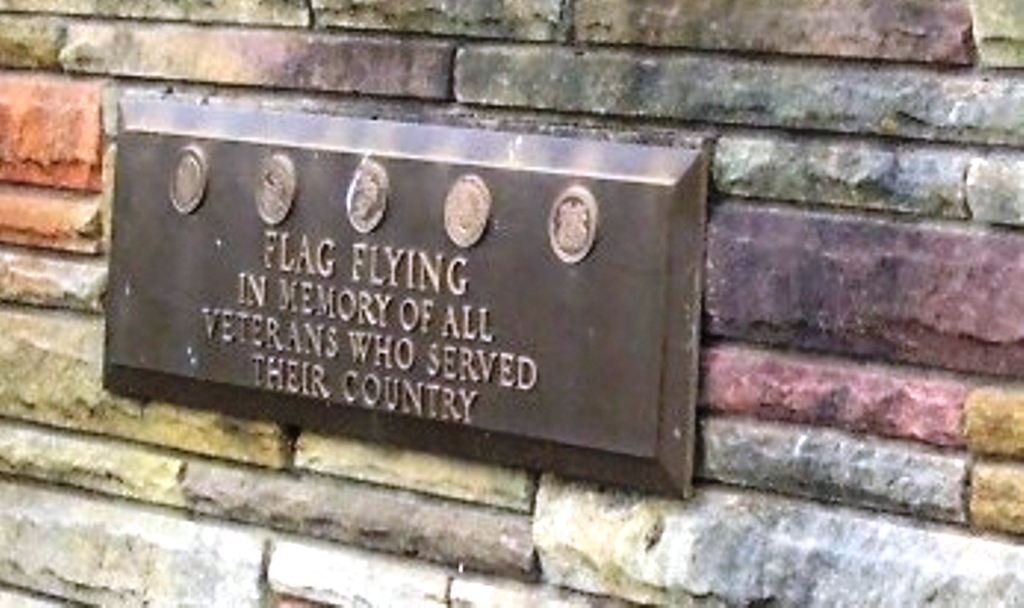 FLAG FLYING
IN MEMORY OF ALL
VETERANS WHO SERVED
THEIR COUNTRY